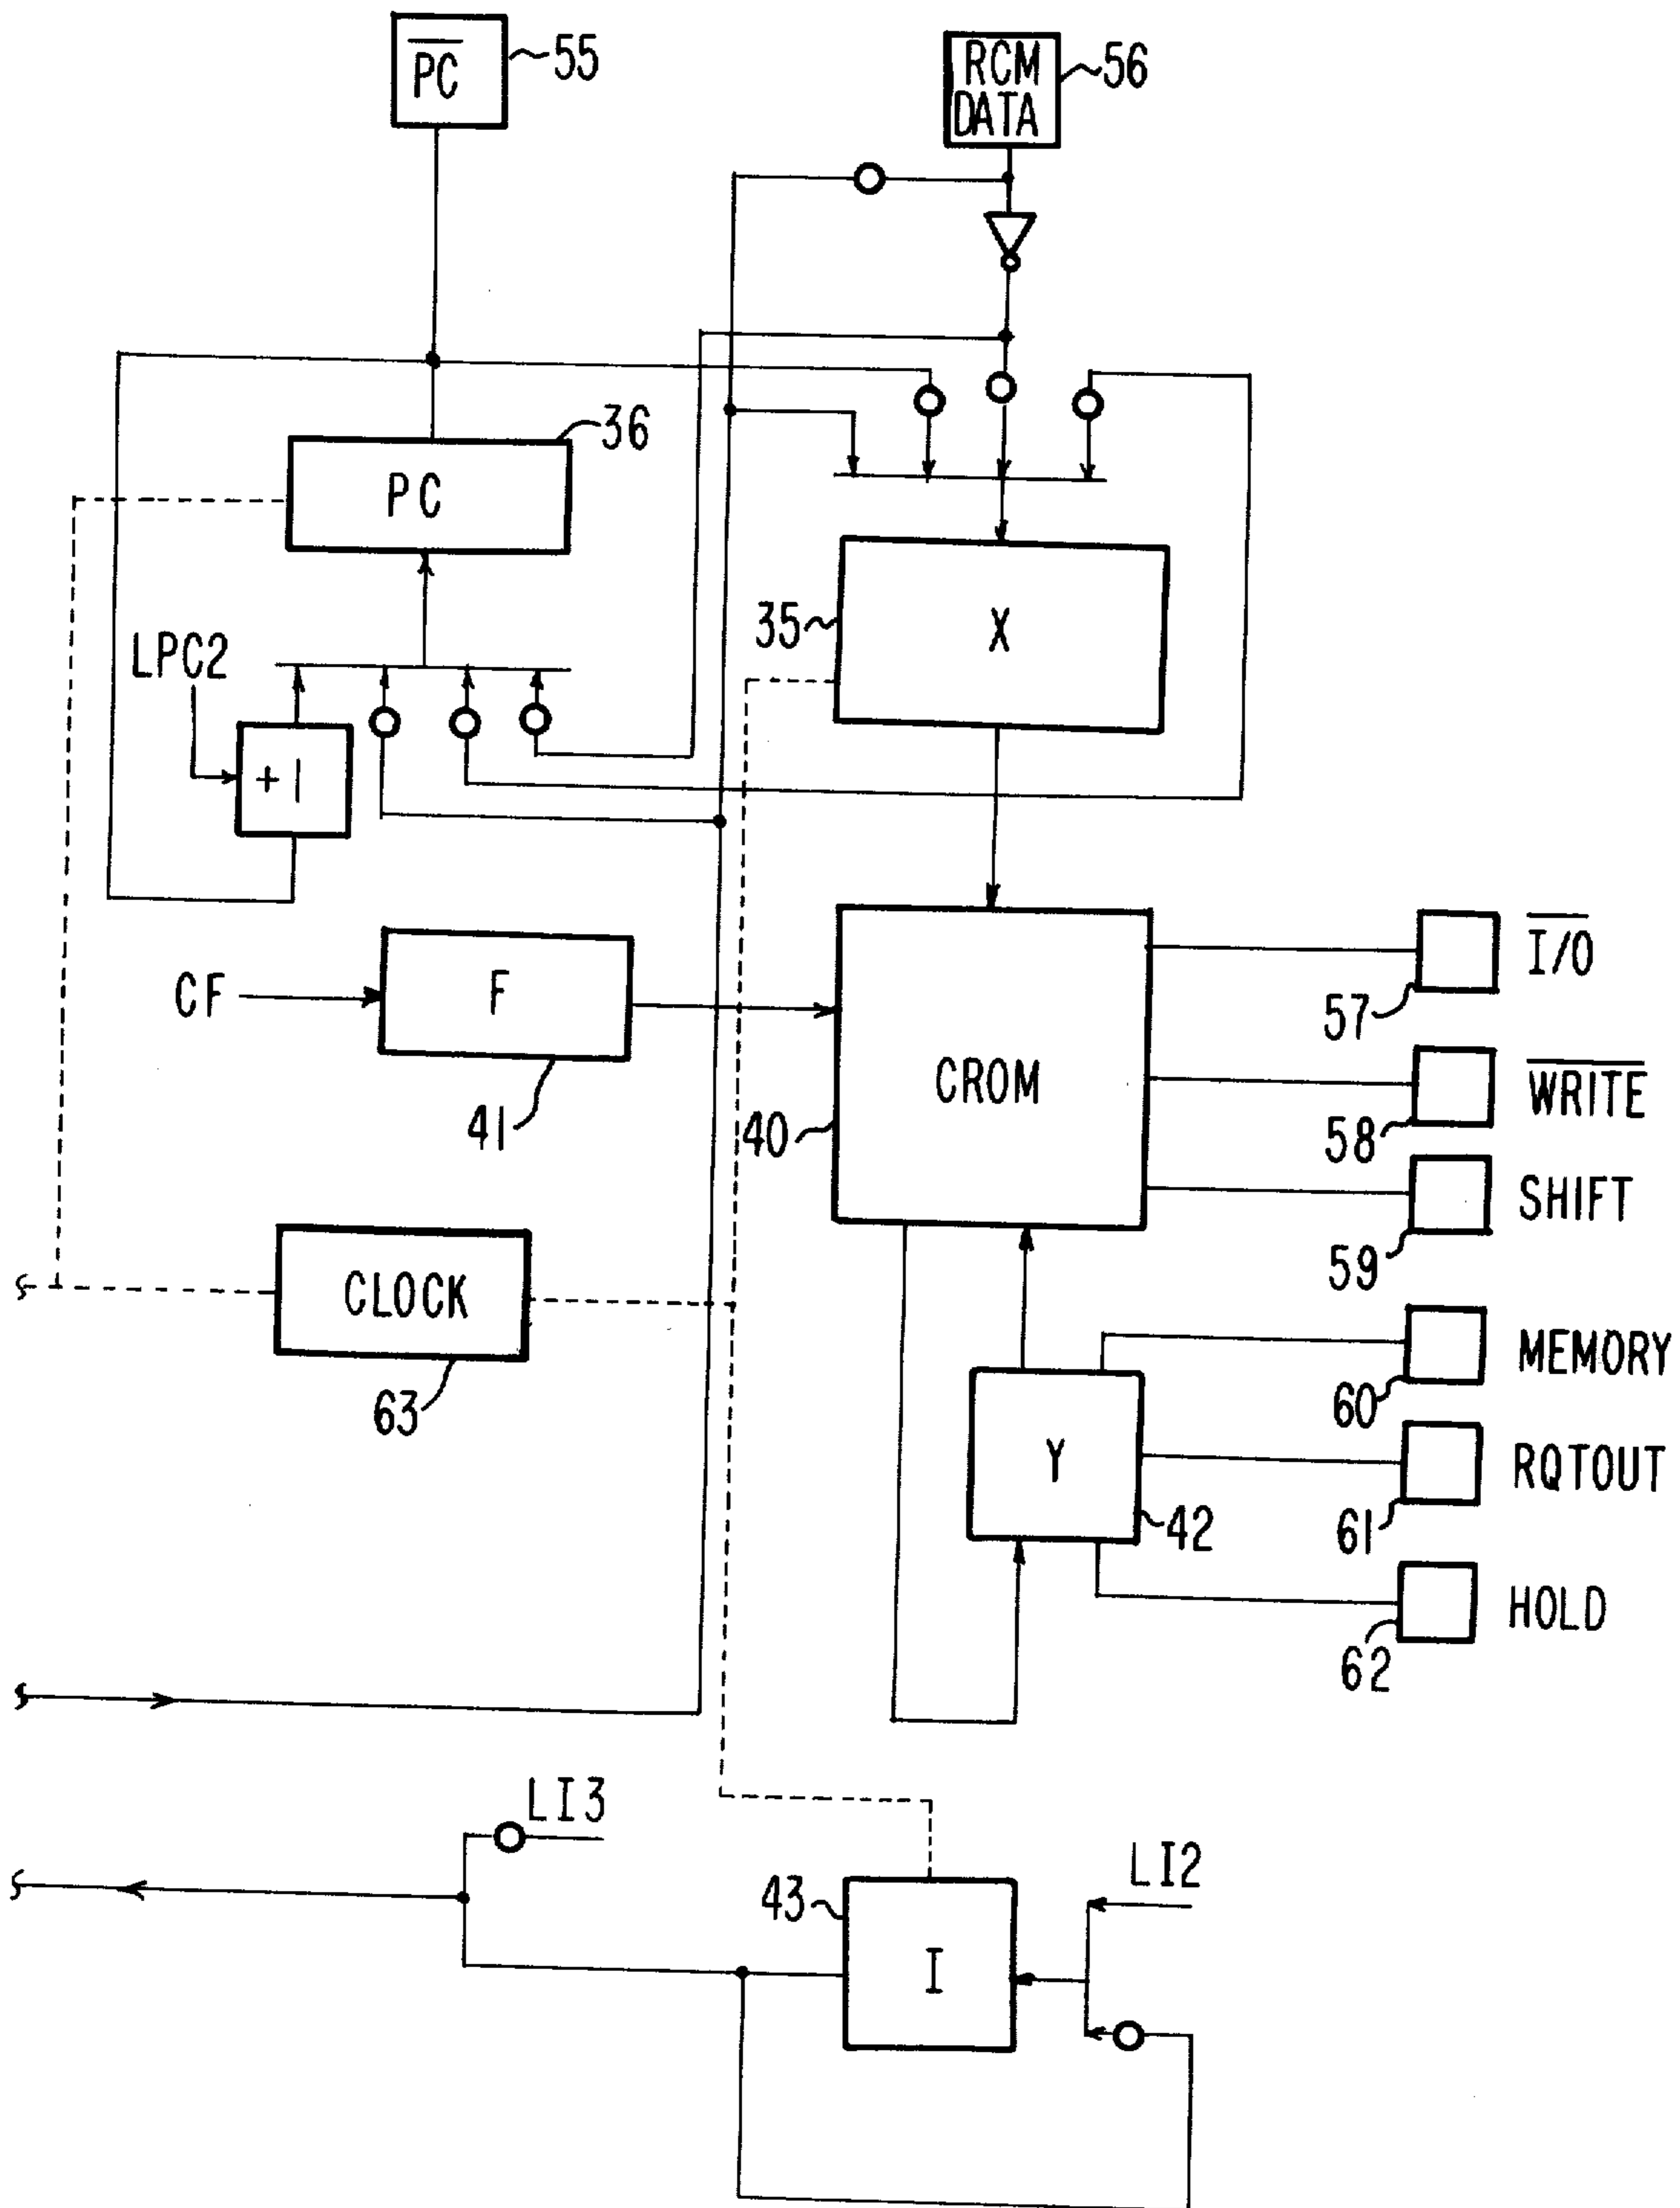 PC
55
RCM
DATA
56
36
PC
35
X
LPC2
+1
CF
F
41
CROM
40
I/O
57
WRITE
58
SHIFT
59
CLOCK
63
MEMORY
60
Y
42
RQTOUT
61
HOLD
62
LI3
LI2
43
I